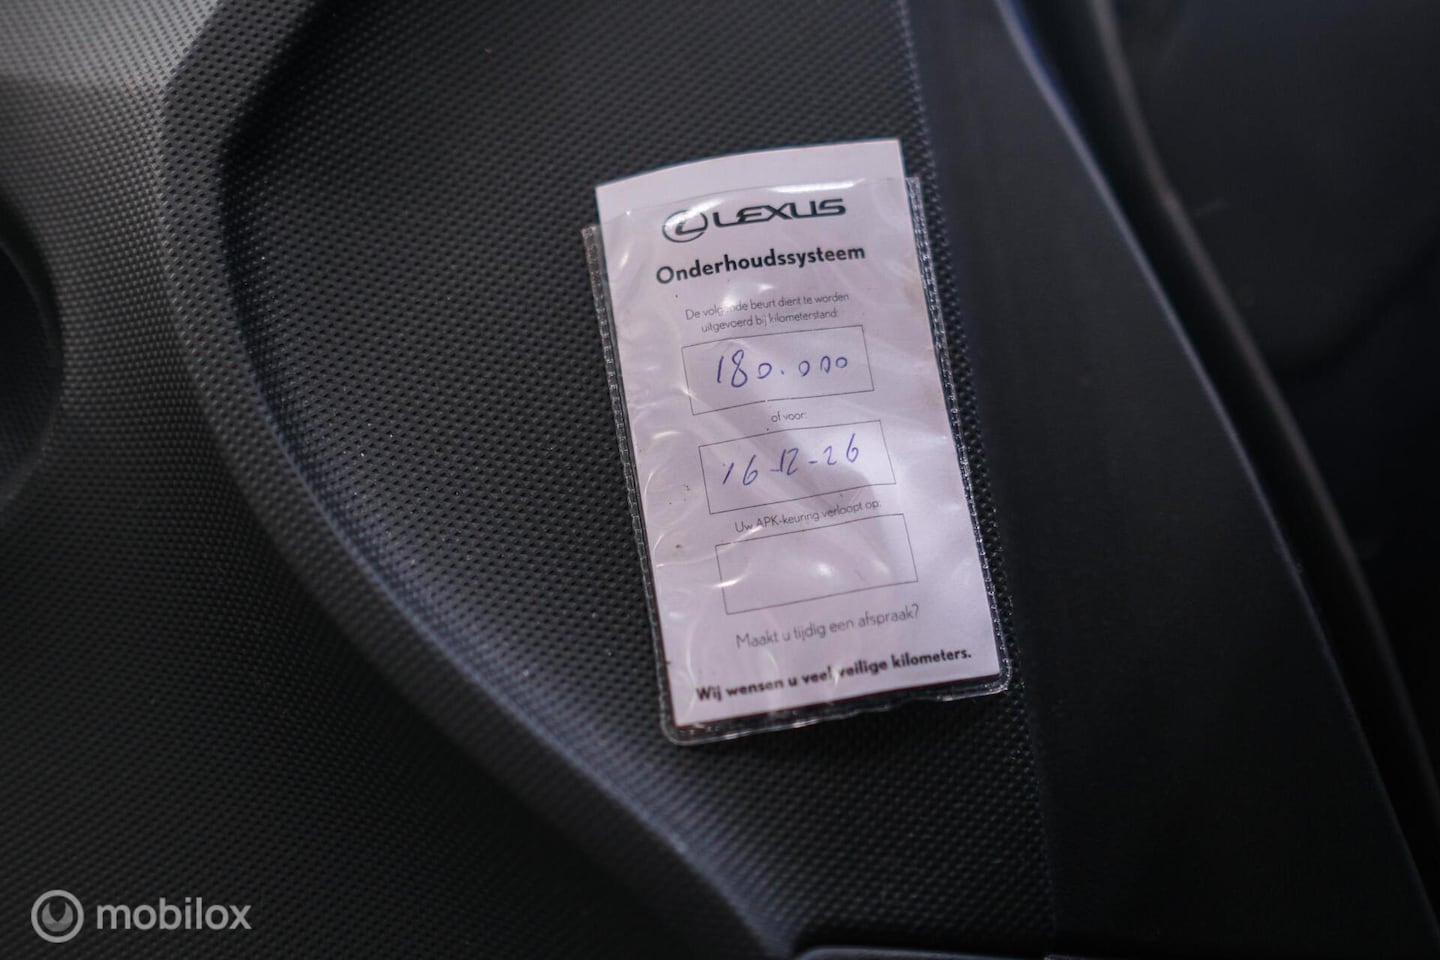 LEXUS
Onderhoudssysteem
De volgende beurt dient te worden
uitgevoerd bij kilometerstand:
180.000
of voor:
16-12-26
Uw APK-keuring verloopt op:
Maakt u tijdig een afspraak?
Wij wensen u veel veilige kilometers.
mobilox